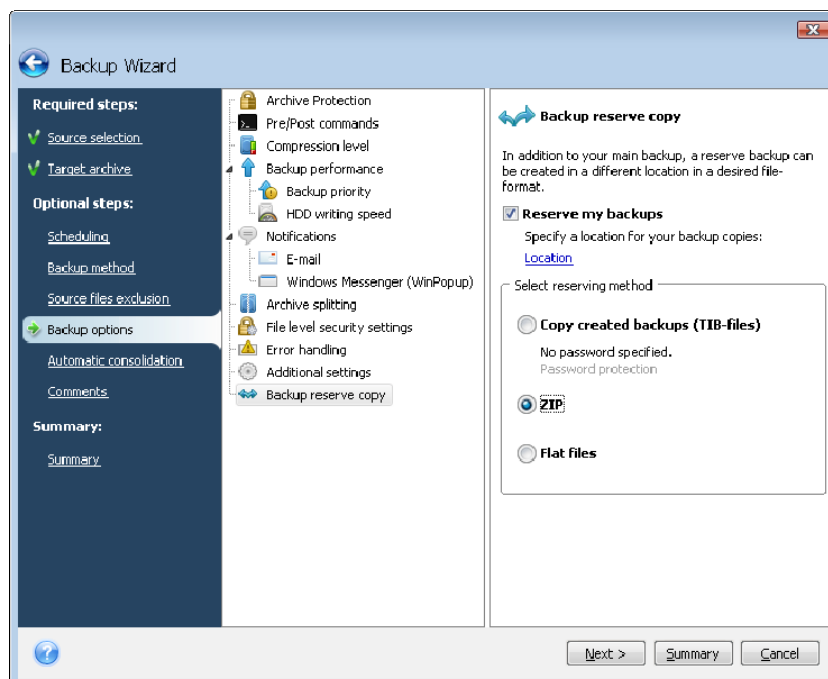 Backup Wizard
Required steps:
Source selection
Target archive
Optional steps:
Scheduling
Backup method
Source files exclusion
Backup options
Automatic consolidation
Comments
Summary:
Summary
Archive Protection
Pre/Post commands
Compression level
Backup performance
Backup priority
HDD writing speed
Notifications
E-mail
Windows Messenger (WinPopup)
Archive splitting
File level security settings
Error handling
Additional settings
Backup reserve copy
Backup reserve copy
In addition to your main backup, a reserve backup can
be created in a different location in a desired file-
format.
Reserve my backups
Specify a location for your backup copies:
Location
Select reserving method
Copy created backups (TIB-files)
No password specified.
Password protection
ZIP
Flat files
Next >
Summary
Cancel